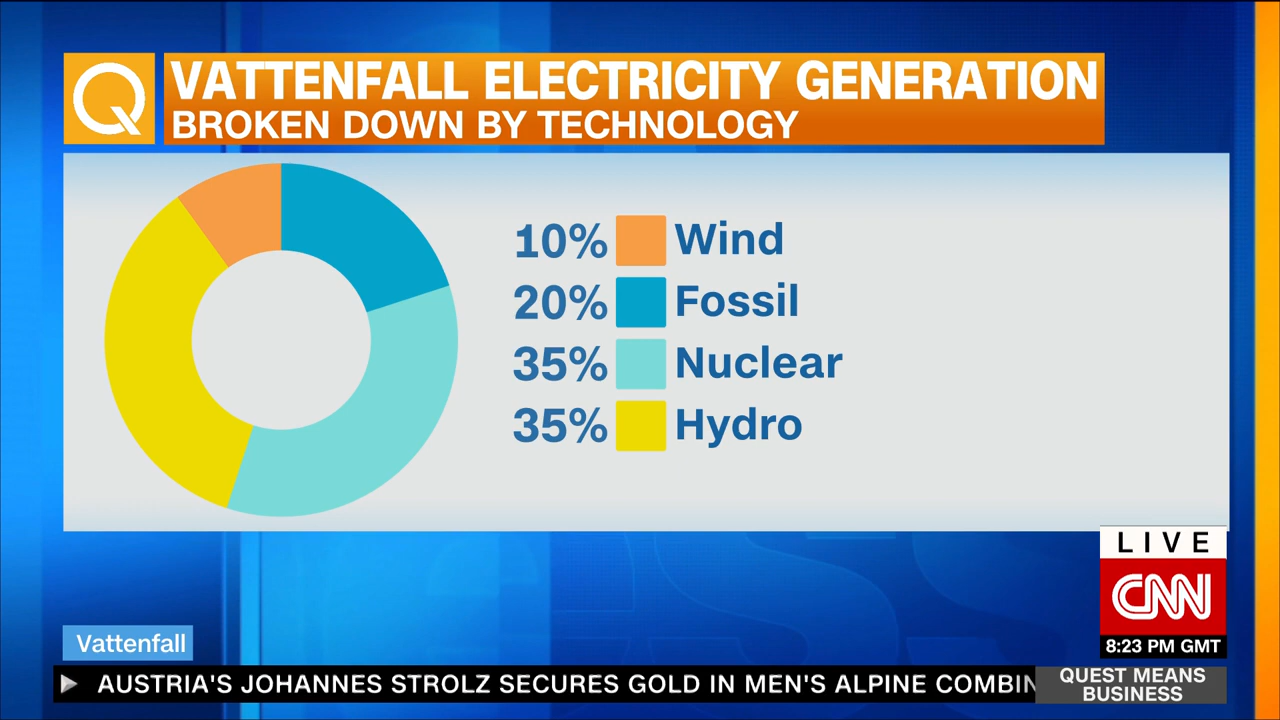 Q VATTENFALL ELECTRICITY GENERATION
BROKEN DOWN BY TECHNOLOGY
10% Wind
20% Fossil
35% Nuclear
35% Hydro
LIVE
CNN
8:23 PM GMT
Vattenfall
AUSTRIA'S JOHANNES STROLZ SECURES GOLD IN MEN'S ALPINE COMBIN
QUEST MEANS
BUSINESS